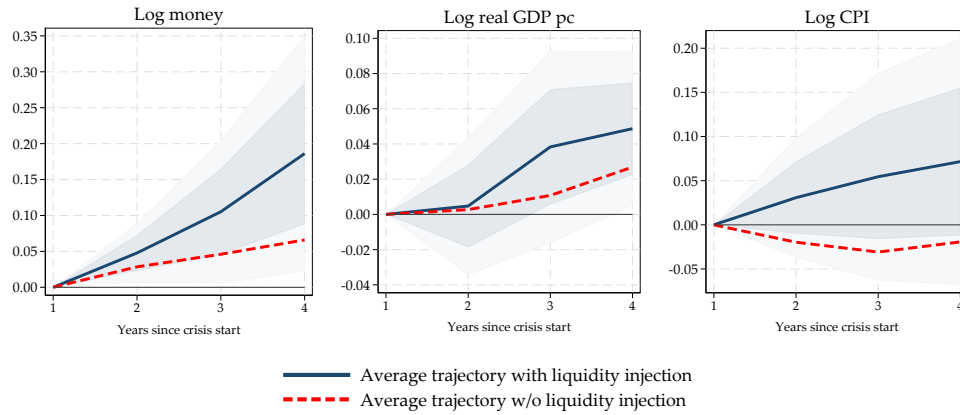 Log money
0.35
0.30
0.25
0.20
0.15
0.10
0.05
0.00
1 2 3 4
Years since crisis start
Log real GDP pc
0.10
0.08
0.06
0.04
0.02
0.00
-0.02
-0.04
1 2 3 4
Years since crisis start
Log CPI
0.20
0.15
0.10
0.05
0.00
-0.05
1 2 3 4
Years since crisis start
Average trajectory with liquidity injection
Average trajectory w/o liquidity injection